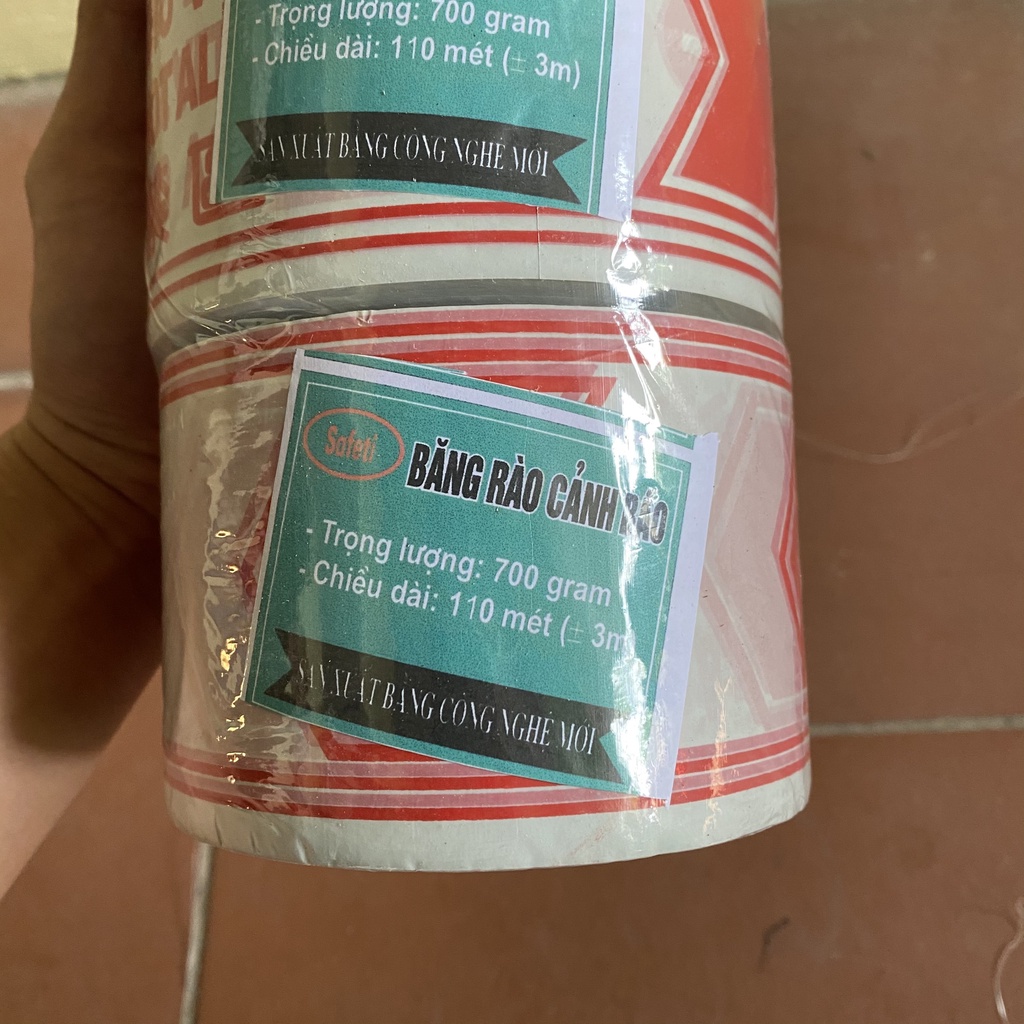 - Trọng lượng: 700 gram
- Chiều dài: 110 mét (± 3m)
SẢN XUẤT BẰNG CÔNG NGHỆ MỚI
Safeti
BĂNG RÀO CẢNH BÁO
- Trọng lượng: 700 gram
- Chiều dài: 110 mét (± 3m
SẢN XUẤT BẰNG CÔNG NGHỆ MỚI